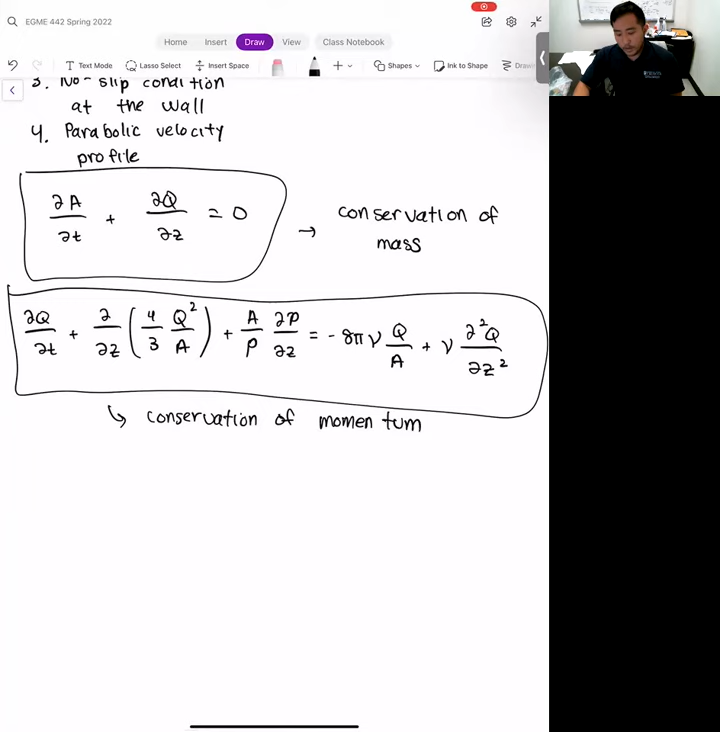 EGME 442 Spring 2022
Home Insert Draw View Class Notebook
Text Mode Lasso Select Insert Space Shapes Ink to Shape Draw
3. No-slip condition
at the wall
4. Parabolic velocity
profile
∂A/∂t + ∂Q/∂z = 0 → conservation of
mass
∂Q/∂t + ∂/∂z (4/3 Q²/A) + A/ρ ∂P/∂z = -8πν Q/A + ν ∂²Q/∂z²
↳ conservation of momentum